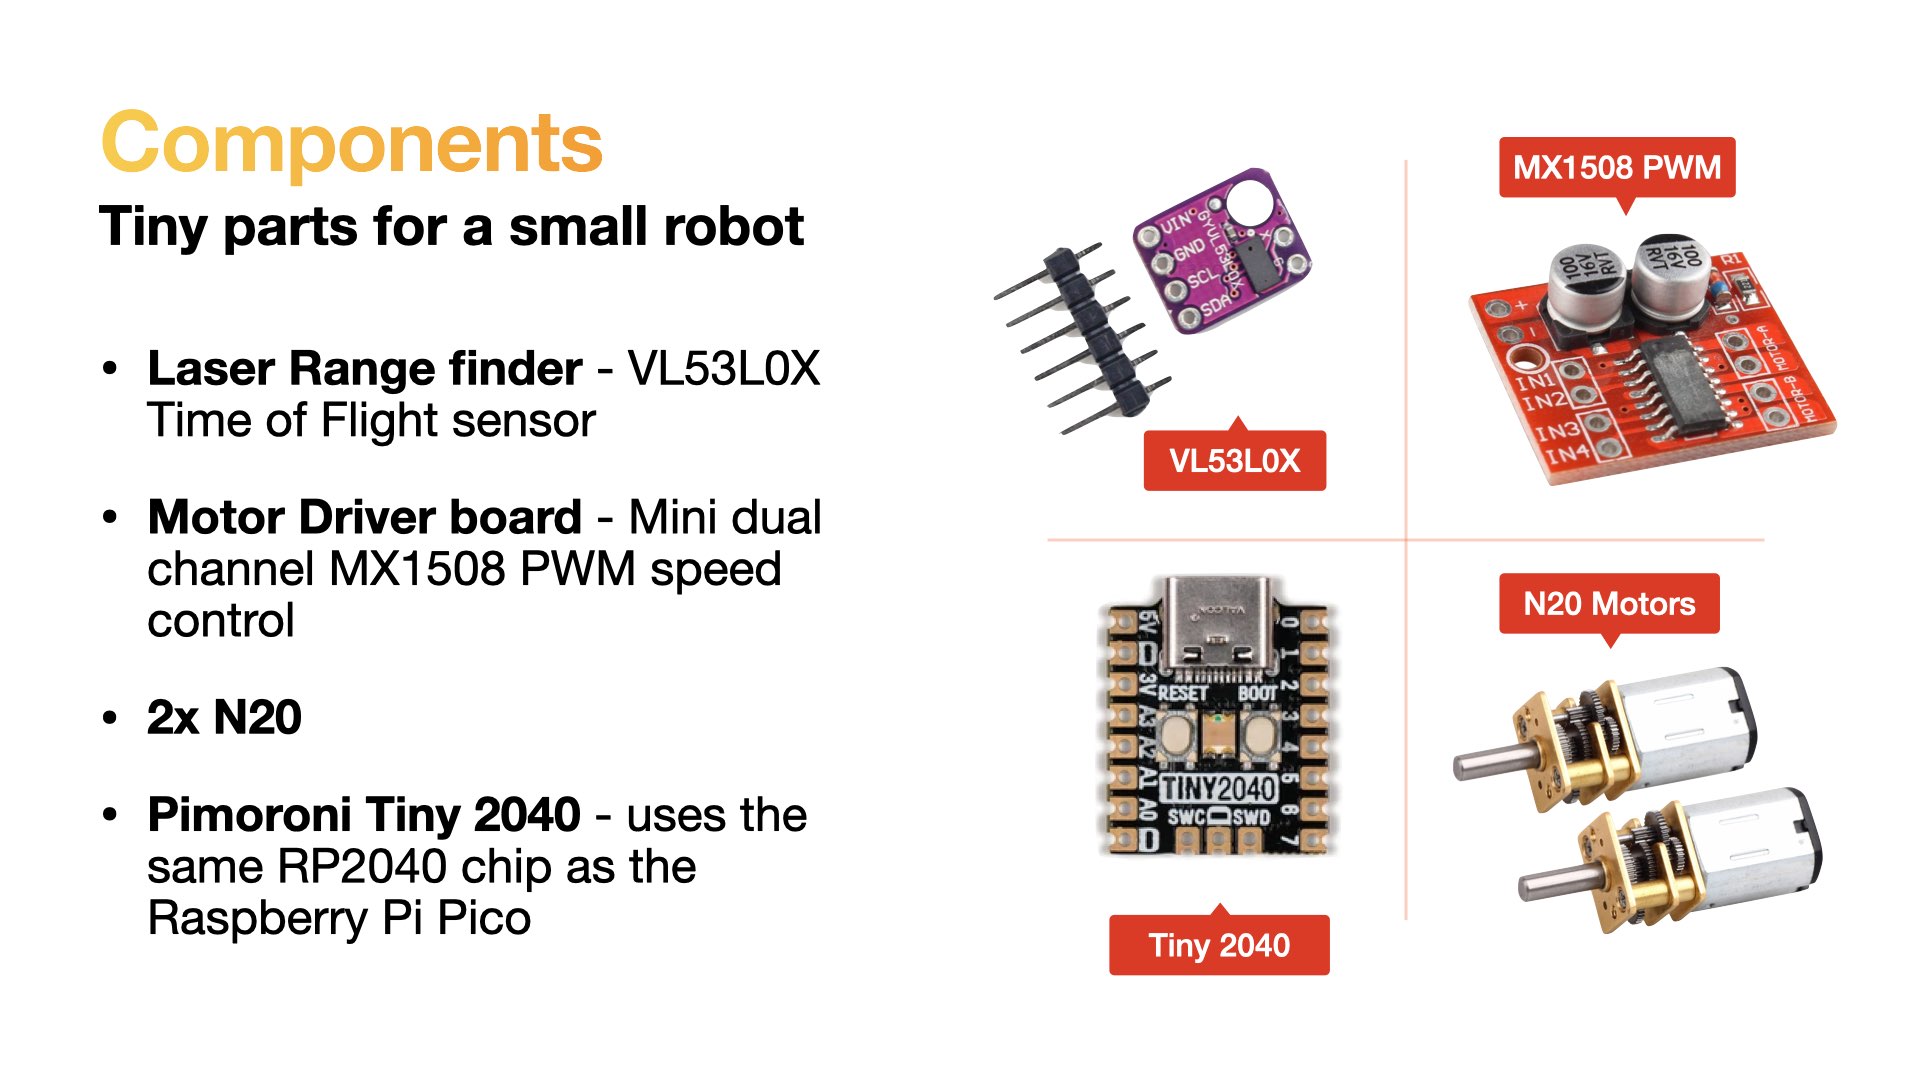 Components
Tiny parts for a small robot
• Laser Range finder - VL53L0X
Time of Flight sensor
• Motor Driver board - Mini dual
channel MX1508 PWM speed
control
• 2x N20
• Pimoroni Tiny 2040 - uses the
same RP2040 chip as the
Raspberry Pi Pico
VIN
GND
SCL
SDA
VL53L0X
MX1508 PWM
100
16V
RVT
100
16V
RVT
R1
+
-
IN1
IN2
IN3
IN4
MOTOR-A
MOTOR-B
VALCON
5V
3V
A3
A2
A1
A0
0
1
2
3
4
5
6
7
RESET BOOT
TINY2040
SWC SWD
Tiny 2040
N20 Motors